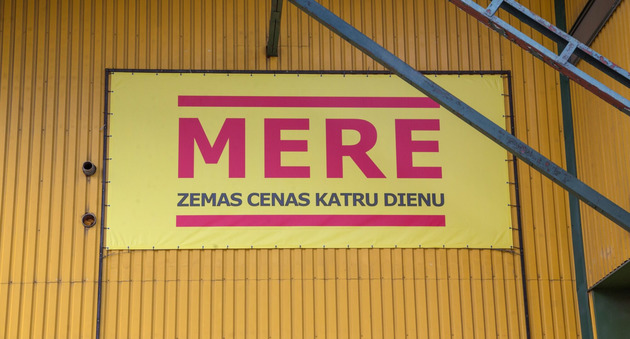 MERE
ZEMAS CENAS KATRU DIENU